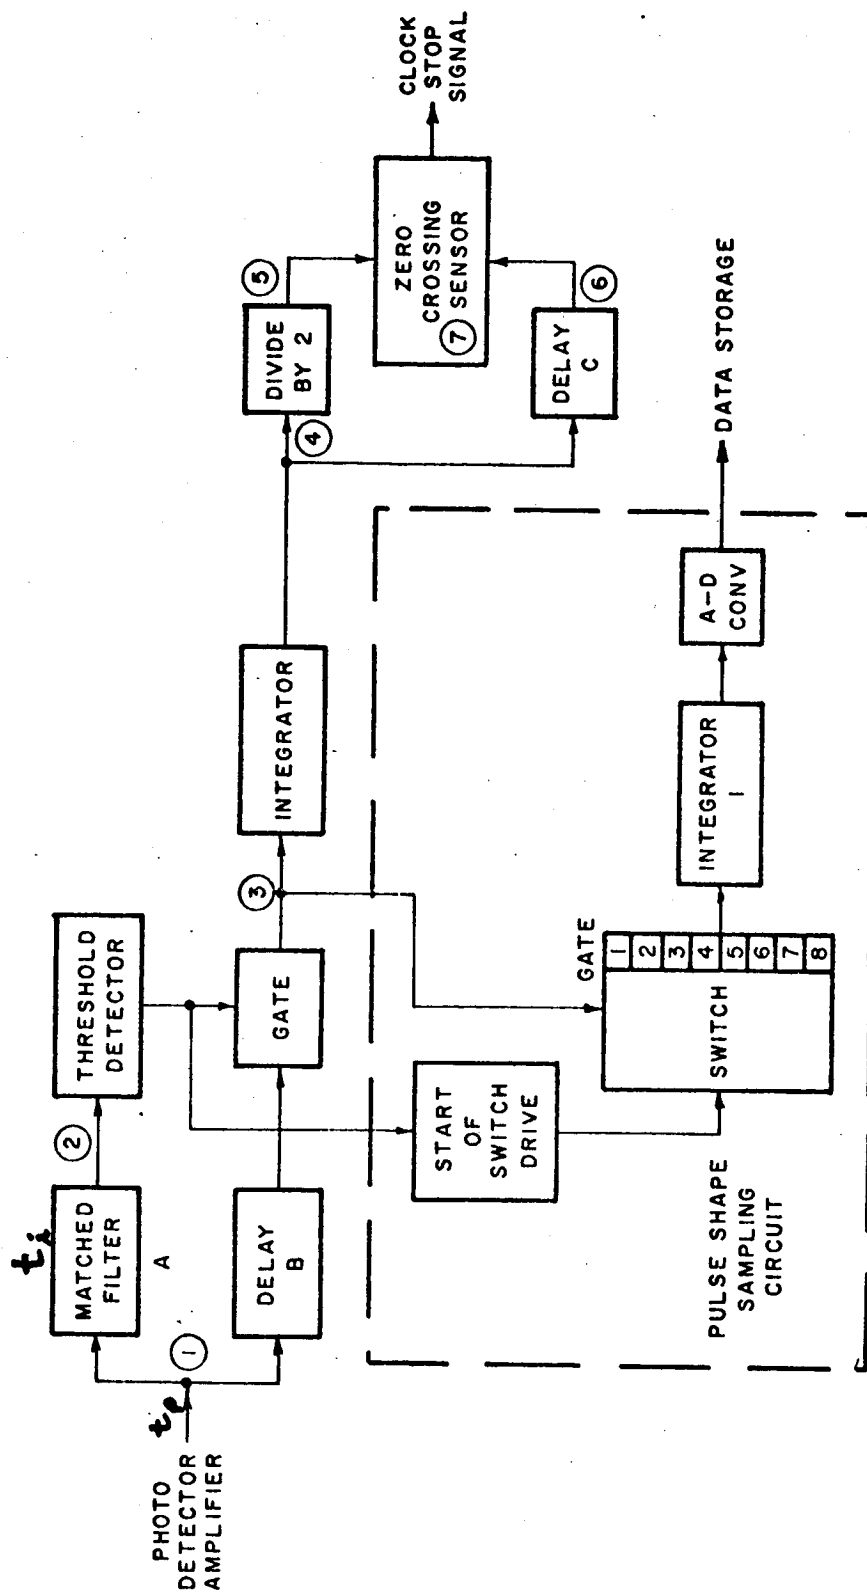 PHOTO
DETECTOR
AMPLIFIER
1
MATCHED
FILTER
A
2
THRESHOLD
DETECTOR
DELAY
B
GATE
3
INTEGRATOR
4
DIVIDE
BY 2
5
DELAY
C
6
ZERO
CROSSING
SENSOR
7
CLOCK
STOP
SIGNAL
PULSE SHAPE
SAMPLING
CIRCUIT
START
OF
SWITCH
DRIVE
SWITCH
GATE
1
2
3
4
5
6
7
8
INTEGRATOR
1
A-D
CONV
DATA STORAGE